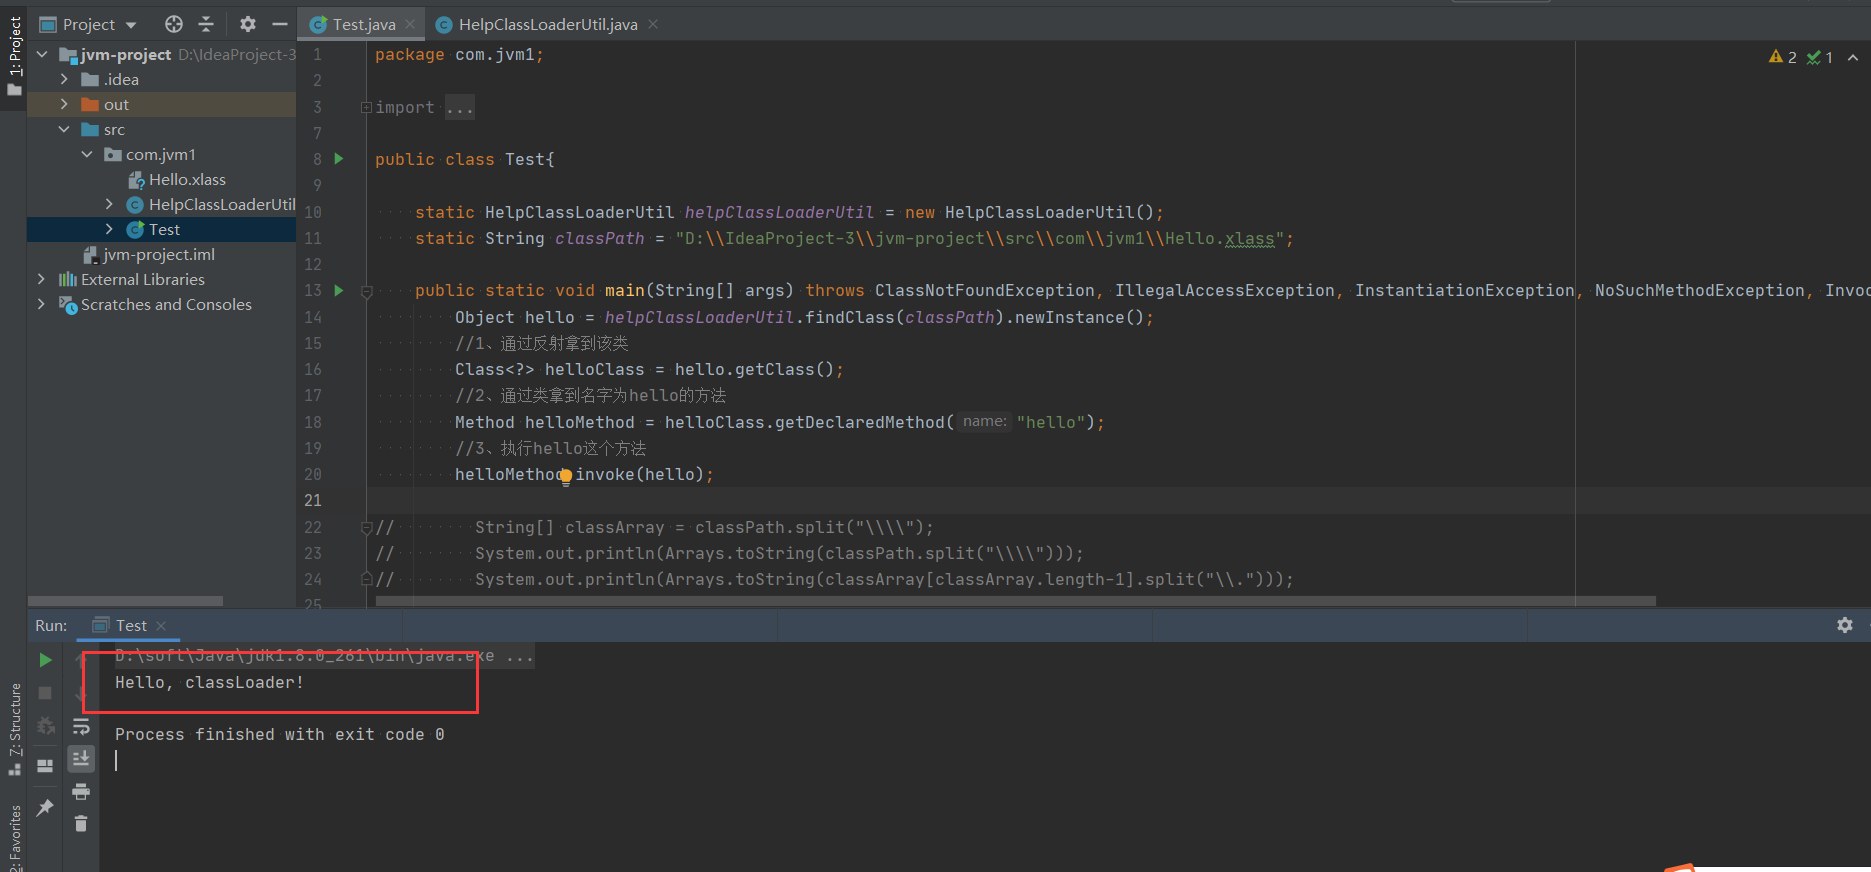 Project
Test.java
HelpClassLoaderUtil.java
1: Project
jvm-project D:\IdeaProject-3
.idea
out
src
com.jvm1
Hello.xlass
HelpClassLoaderUtil
Test
jvm-project.iml
External Libraries
Scratches and Consoles
2 1
1 package com.jvm1;
2
3 import ...
7
8 public class Test{
9
10 static HelpClassLoaderUtil helpClassLoaderUtil = new HelpClassLoaderUtil();
11 static String classPath = "D:\\IdeaProject-3\\jvm-project\\src\\com\\jvm1\\Hello.xlass";
12
13 public static void main(String[] args) throws ClassNotFoundException, IllegalAccessException, InstantiationException, NoSuchMethodException, Invoc
14 Object hello = helpClassLoaderUtil.findClass(classPath).newInstance();
15 //1、通过反射拿到该类
16 Class<?> helloClass = hello.getClass();
17 //2、通过类拿到名字为hello的方法
18 Method helloMethod = helloClass.getDeclaredMethod( name: "hello");
19 //3、执行hello这个方法
20 helloMethod.invoke(hello);
21
22 // String[] classArray = classPath.split("\\\\");
23 // System.out.println(Arrays.toString(classPath.split("\\\\")));
24 // System.out.println(Arrays.toString(classArray[classArray.length-1].split("\\.")));
25
Run: Test
D:\soft\Java\jdk1.8.0_261\bin\java.exe ...
Hello, classLoader!
Process finished with exit code 0
7: Structure
2: Favorites